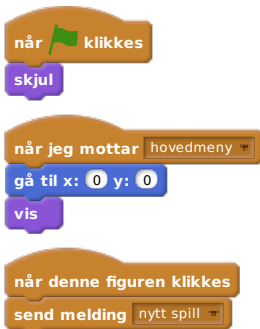 når klikkes
skjul
når jeg mottar hovedmeny
gå til x: 0 y: 0
vis
når denne figuren klikkes
send melding nytt spill